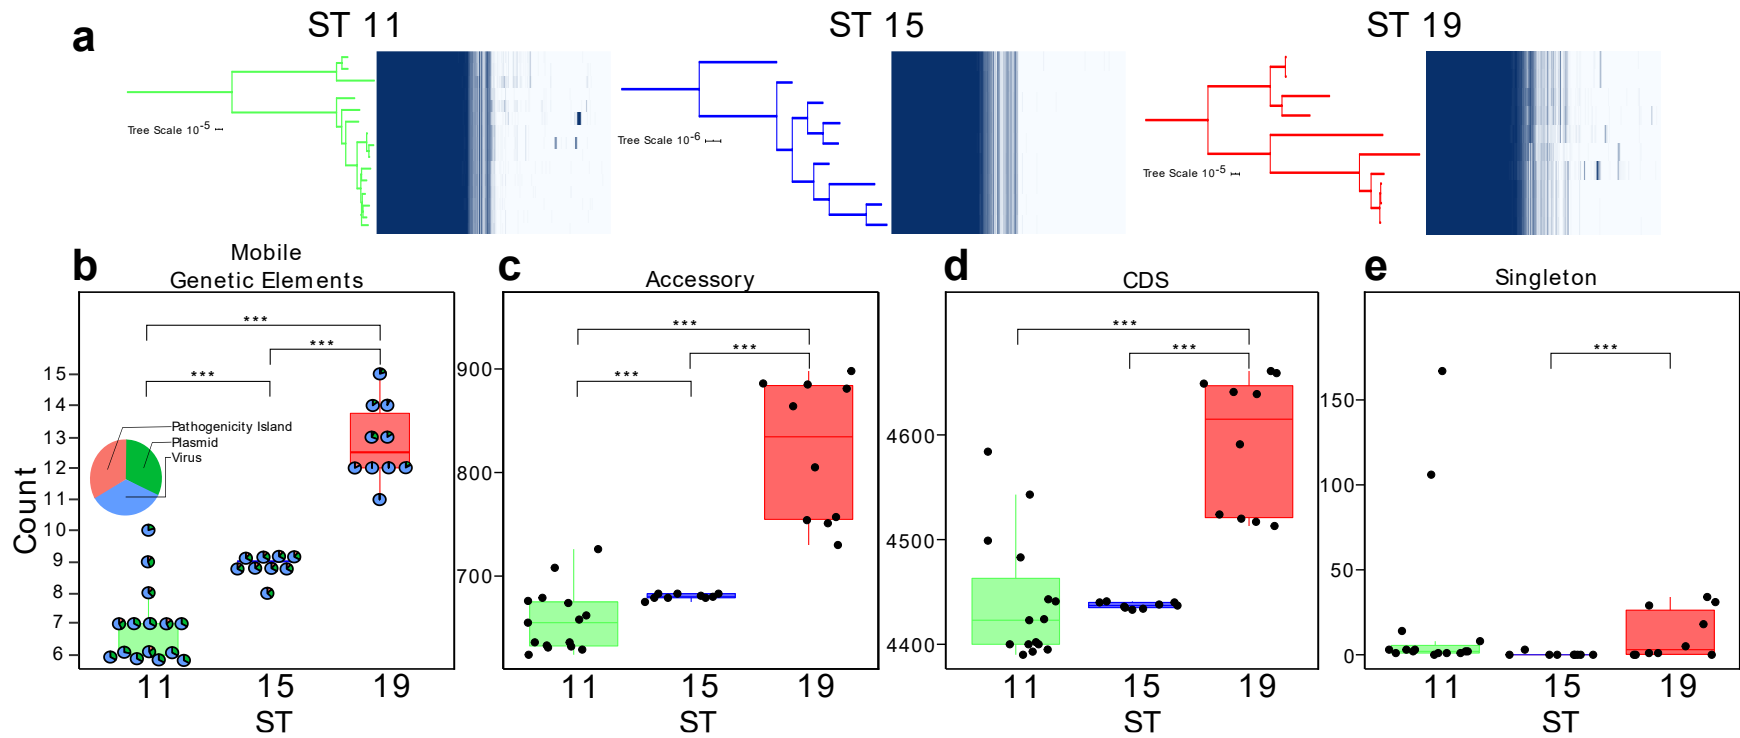 a
ST 11
ST 15
ST 19
Tree Scale 10-5
Tree Scale 10-6
Tree Scale 10-5
b
Mobile
Genetic Elements
Count
15
14
13
12
11
10
9
8
7
6
***
***
***
Pathogenicity Island
Plasmid
Virus
11
15
19
ST
c
Accessory
900
800
700
***
***
***
11
15
19
ST
d
CDS
4600
4500
4400
***
***
11
15
19
ST
e
Singleton
150
100
50
0
***
11
15
19
ST